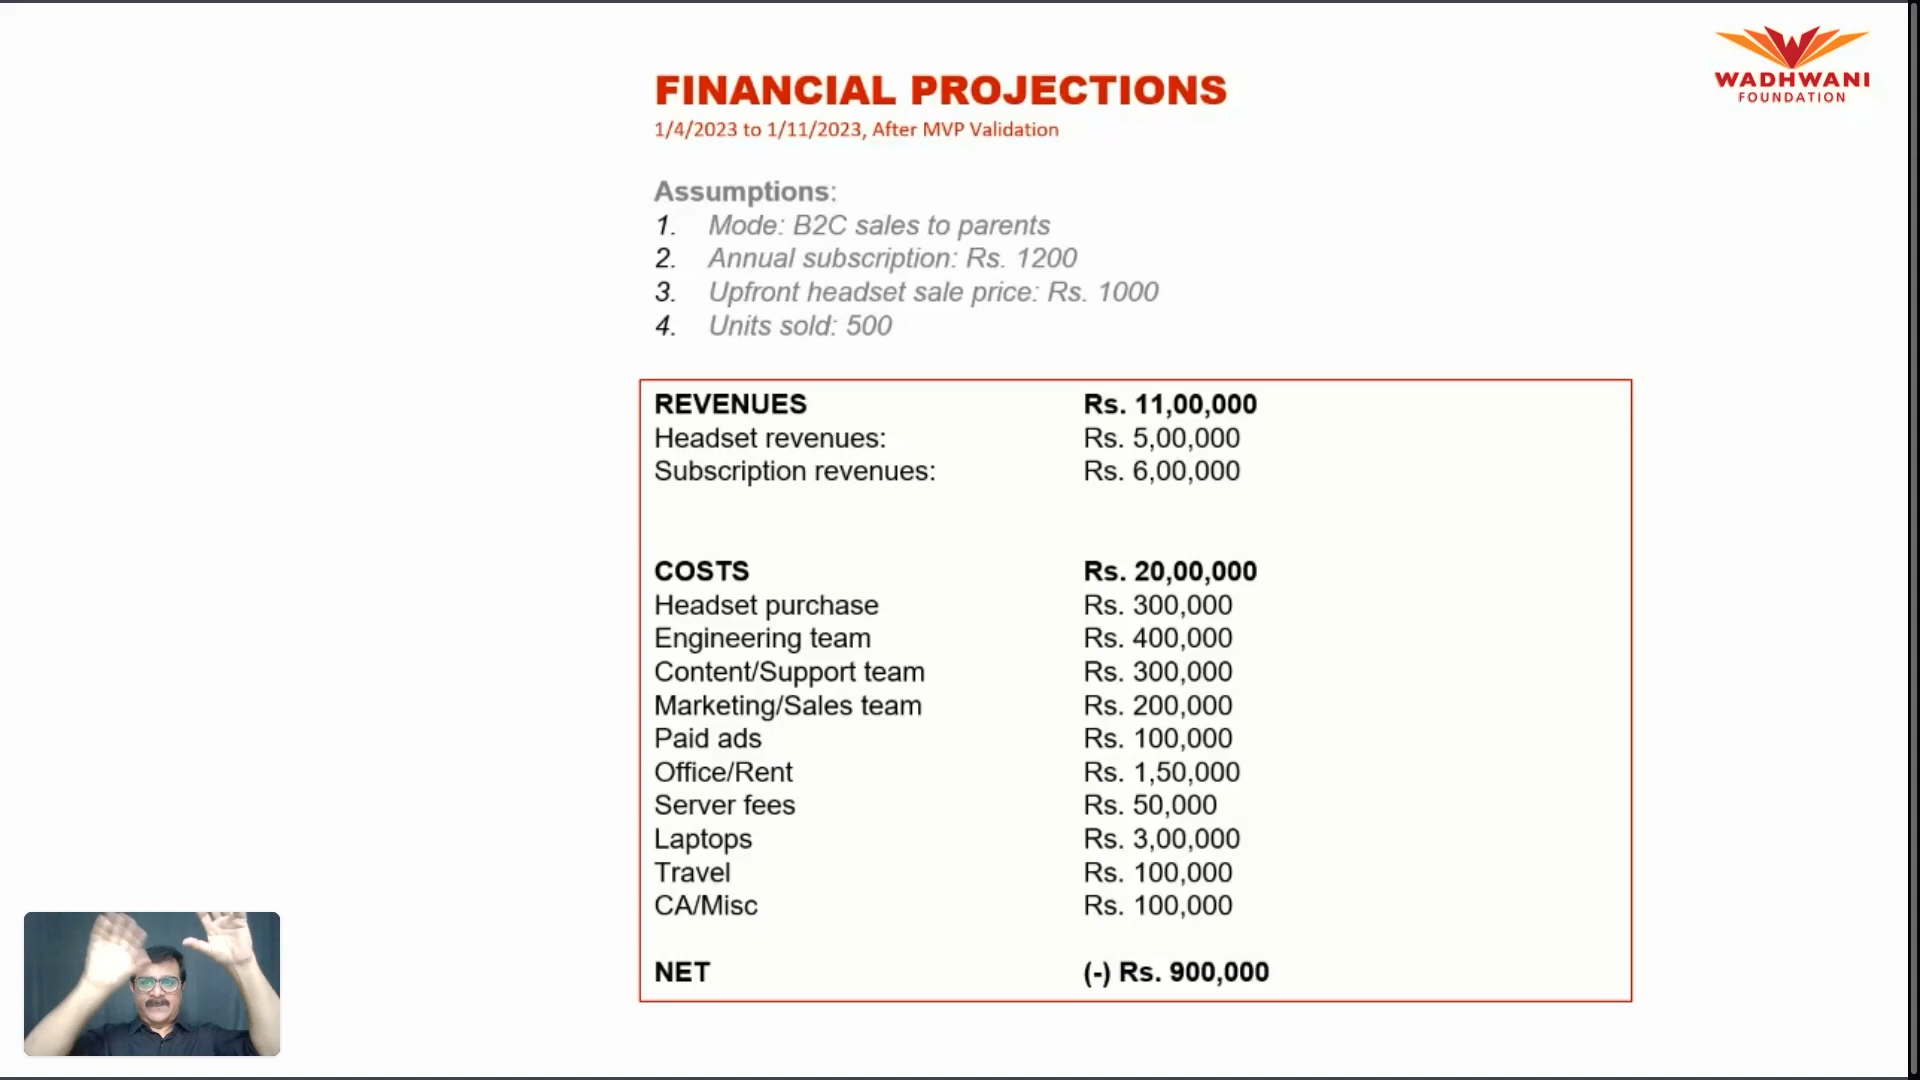 WADHWANI
FOUNDATION
FINANCIAL PROJECTIONS
1/4/2023 to 1/11/2023, After MVP Validation
Assumptions:
1. Mode: B2C sales to parents
2. Annual subscription: Rs. 1200
3. Upfront headset sale price: Rs. 1000
4. Units sold: 500
REVENUES Rs. 11,00,000
Headset revenues: Rs. 5,00,000
Subscription revenues: Rs. 6,00,000
COSTS Rs. 20,00,000
Headset purchase Rs. 300,000
Engineering team Rs. 400,000
Content/Support team Rs. 300,000
Marketing/Sales team Rs. 200,000
Paid ads Rs. 100,000
Office/Rent Rs. 1,50,000
Server fees Rs. 50,000
Laptops Rs. 3,00,000
Travel Rs. 100,000
CA/Misc Rs. 100,000
NET (-) Rs. 900,000